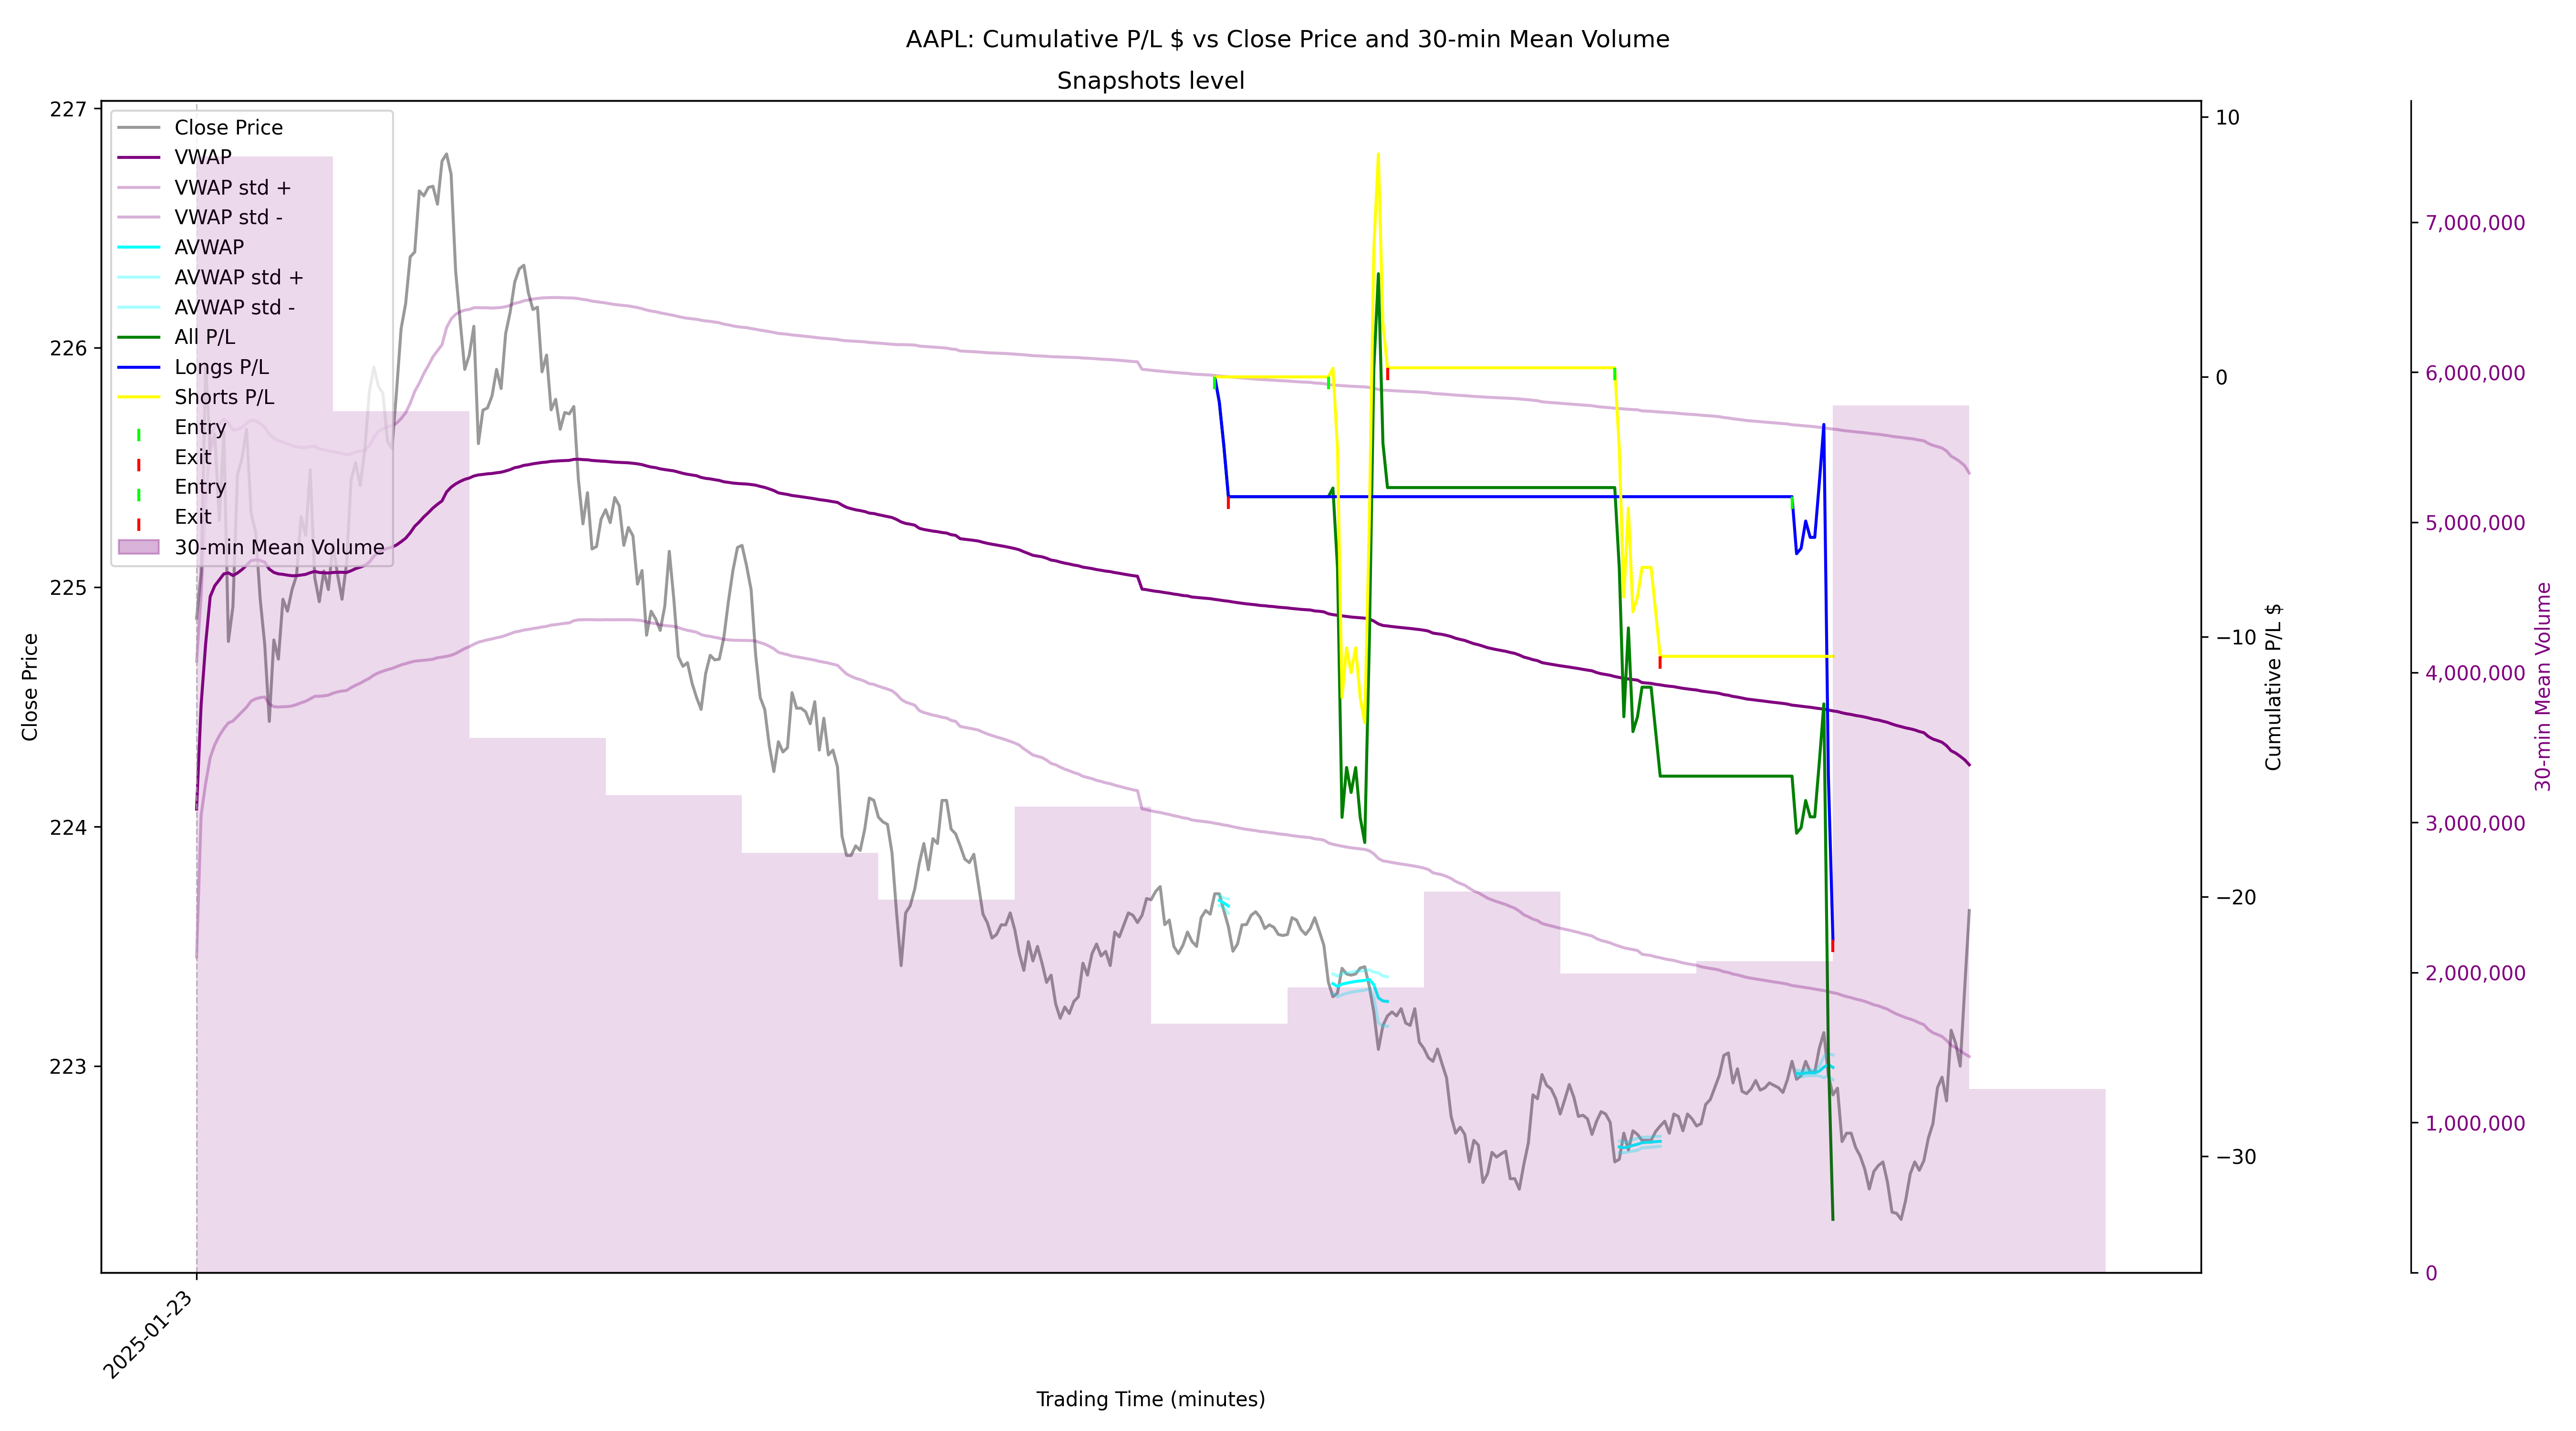 AAPL: Cumulative P/L $ vs Close Price and 30-min Mean Volume
Snapshots level
Close Price
VWAP
VWAP std +
VWAP std -
AVWAP
AVWAP std +
AVWAP std -
All P/L
Longs P/L
Shorts P/L
Entry
Exit
Entry
Exit
30-min Mean Volume
227
226
225
224
223
Close Price
10
0
−10
−20
−30
Cumulative P/L $
7,000,000
6,000,000
5,000,000
4,000,000
3,000,000
2,000,000
1,000,000
0
30-min Mean Volume
2025-01-23
Trading Time (minutes)